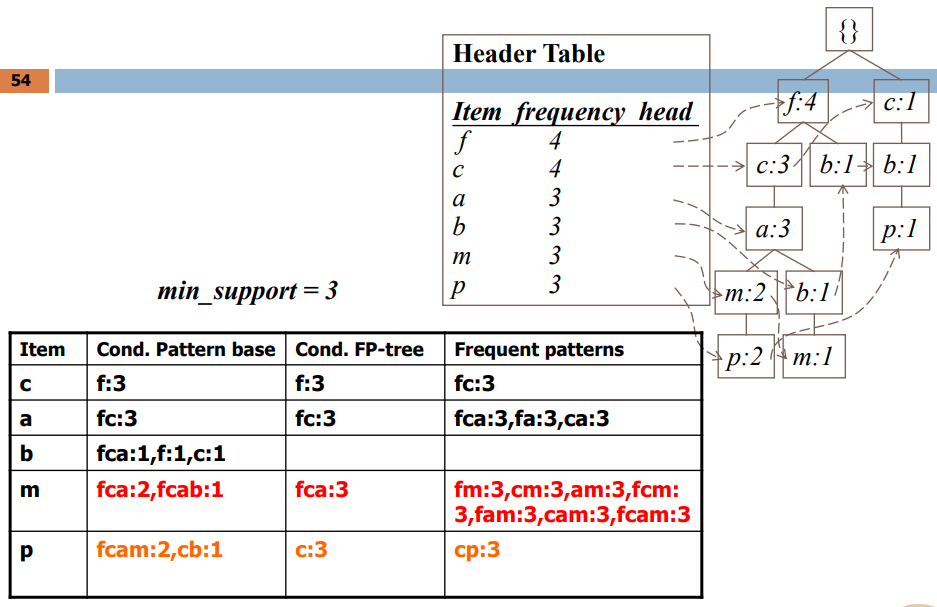 54
Header Table
Item frequency head
f 4
c 4
a 3
b 3
m 3
p 3
{}
f:4 c:1
c:3 b:1 b:1
a:3 p:1
m:2 b:1
p:2 m:1
min_support = 3
Item Cond. Pattern base Cond. FP-tree Frequent patterns
c f:3 f:3 fc:3
a fc:3 fc:3 fca:3,fa:3,ca:3
b fca:1,f:1,c:1
m fca:2,fcab:1 fca:3 fm:3,cm:3,am:3,fcm:
3,fam:3,cam:3,fcam:3
p fcam:2,cb:1 c:3 cp:3